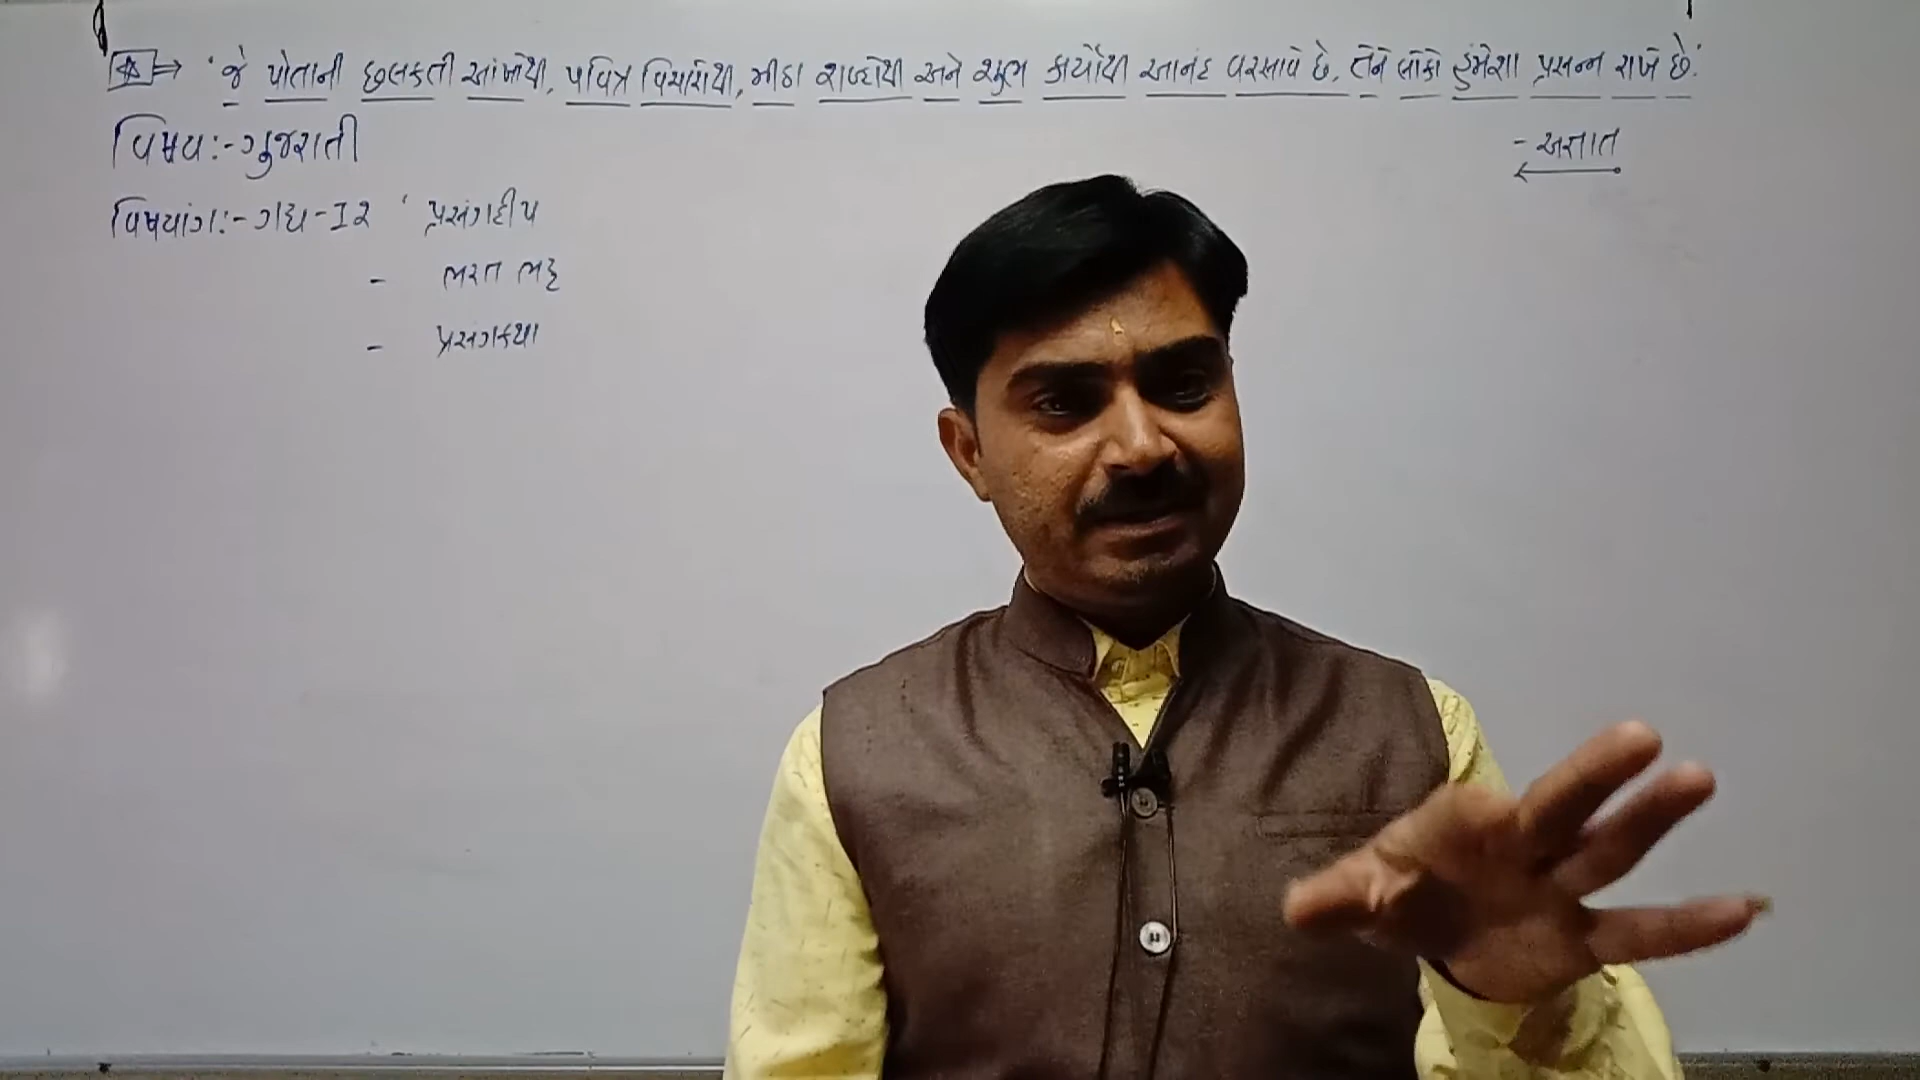 'જે પોતાની છલકતી આંખોથી, પવિત્ર વિચારોથી, મીઠા શબ્દોથી અને શુભ કાર્યોથી આનંદ વરસાવે છે, તેને લોકો હંમેશા પ્રસન્ન રાખે છે.'
- અજ્ઞાત
વિષય:- ગુજરાતી
વિષયાંગ:- ગદ્ય-૧૨ ' પ્રસંગદીપ
- ભરત ભટ્ટ
- પ્રસંગકથા